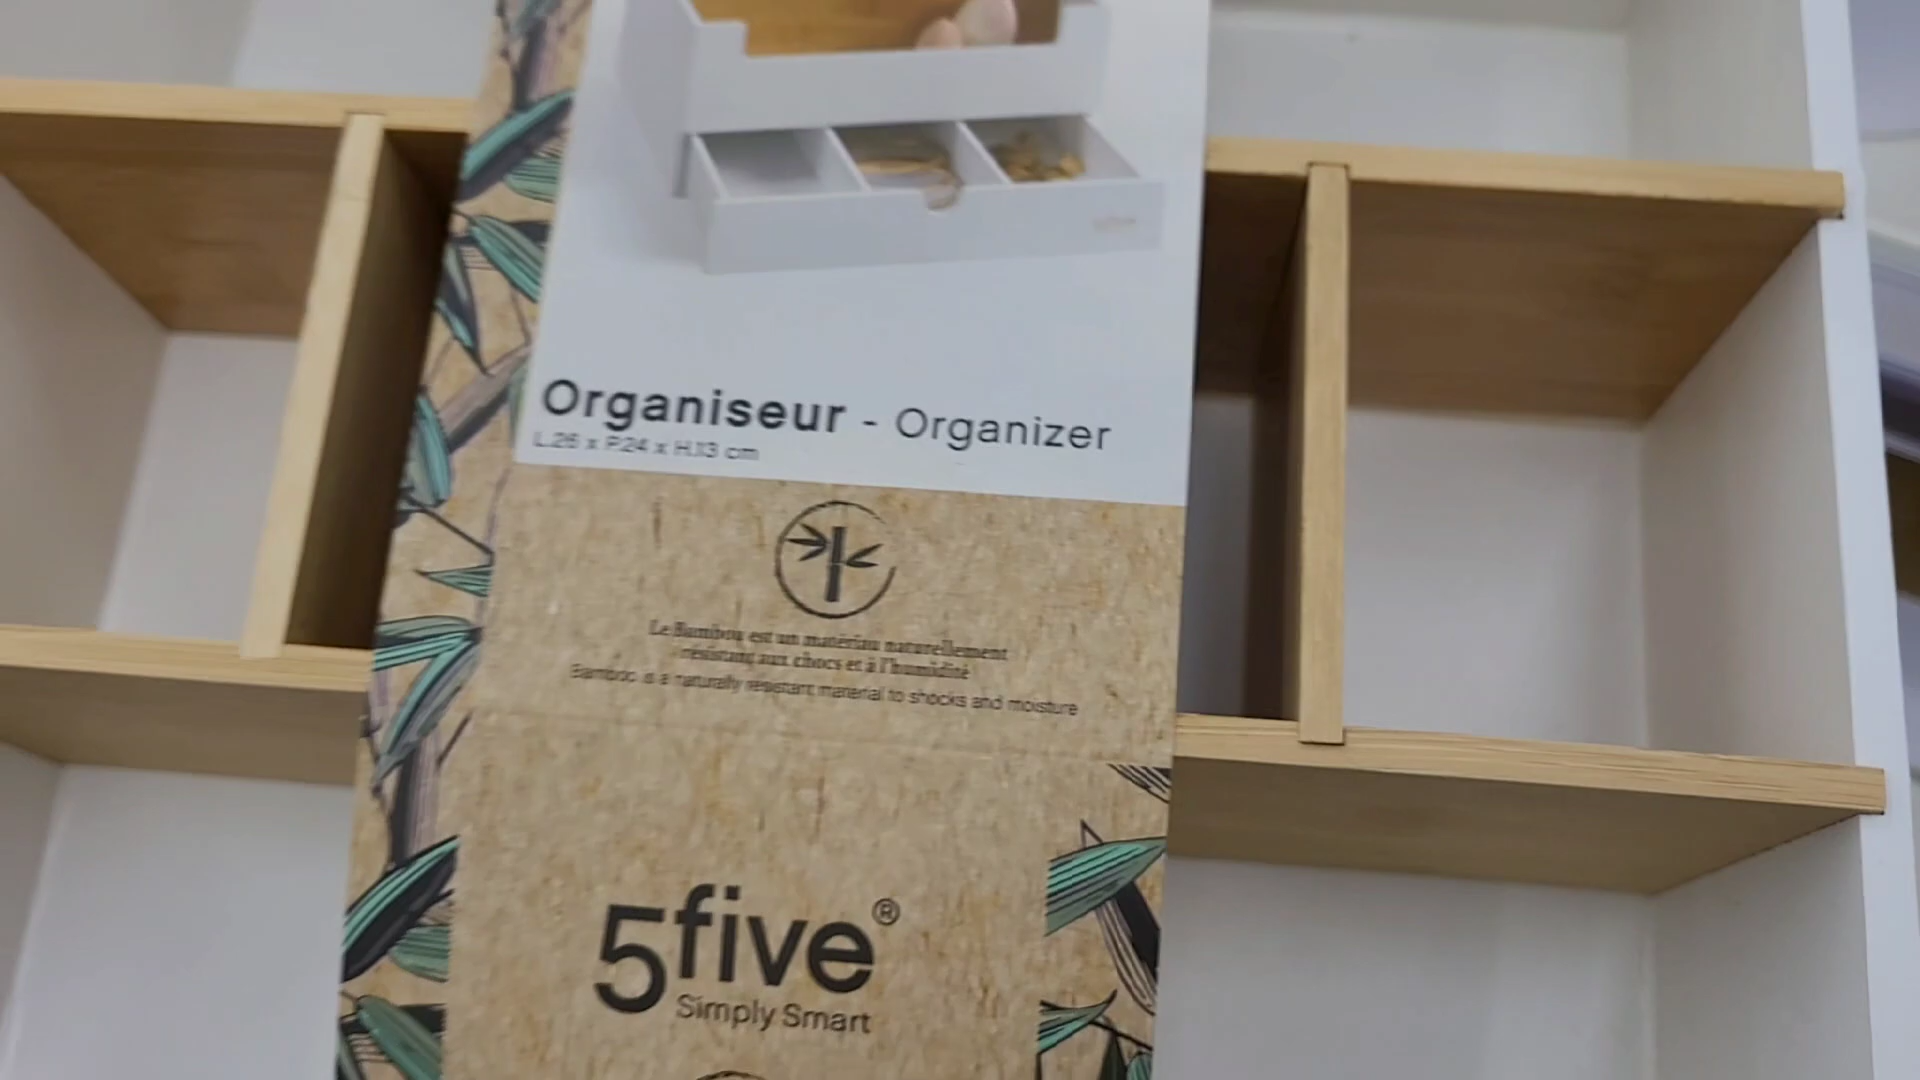 Organiseur - Organizer
L.26 x P.24 x H.13 cm
Le Bambou est un matériau naturellement
résistant aux chocs et à l'humidité
Bamboo is a naturally resistant material to shocks and moisture
5five®
Simply Smart